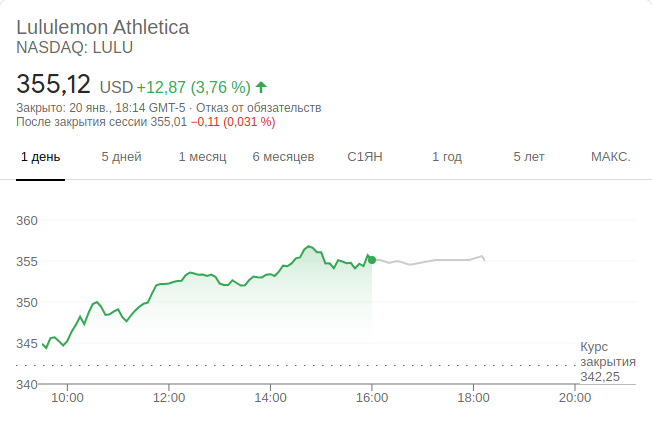 Lululemon Athletica
NASDAQ: LULU
355,12 USD +12,87 (3,76 %)
Закрыто: 20 янв., 18:14 GMT-5 · Отказ от обязательств
После закрытия сессии 355,01 −0,11 (0,031 %)
1 день 5 дней 1 месяц 6 месяцев С1ЯН 1 год 5 лет МАКС.
360
355
350
345
Курс
закрытия
342,25
340
10:00 12:00 14:00 16:00 18:00 20:00